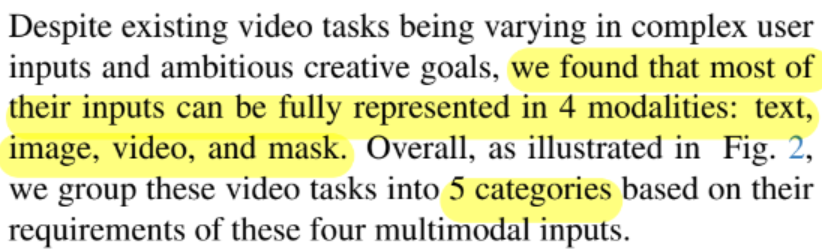 Despite existing video tasks being varying in complex user
inputs and ambitious creative goals, we found that most of
their inputs can be fully represented in 4 modalities: text,
image, video, and mask. Overall, as illustrated in Fig. 2,
we group these video tasks into 5 categories based on their
requirements of these four multimodal inputs.